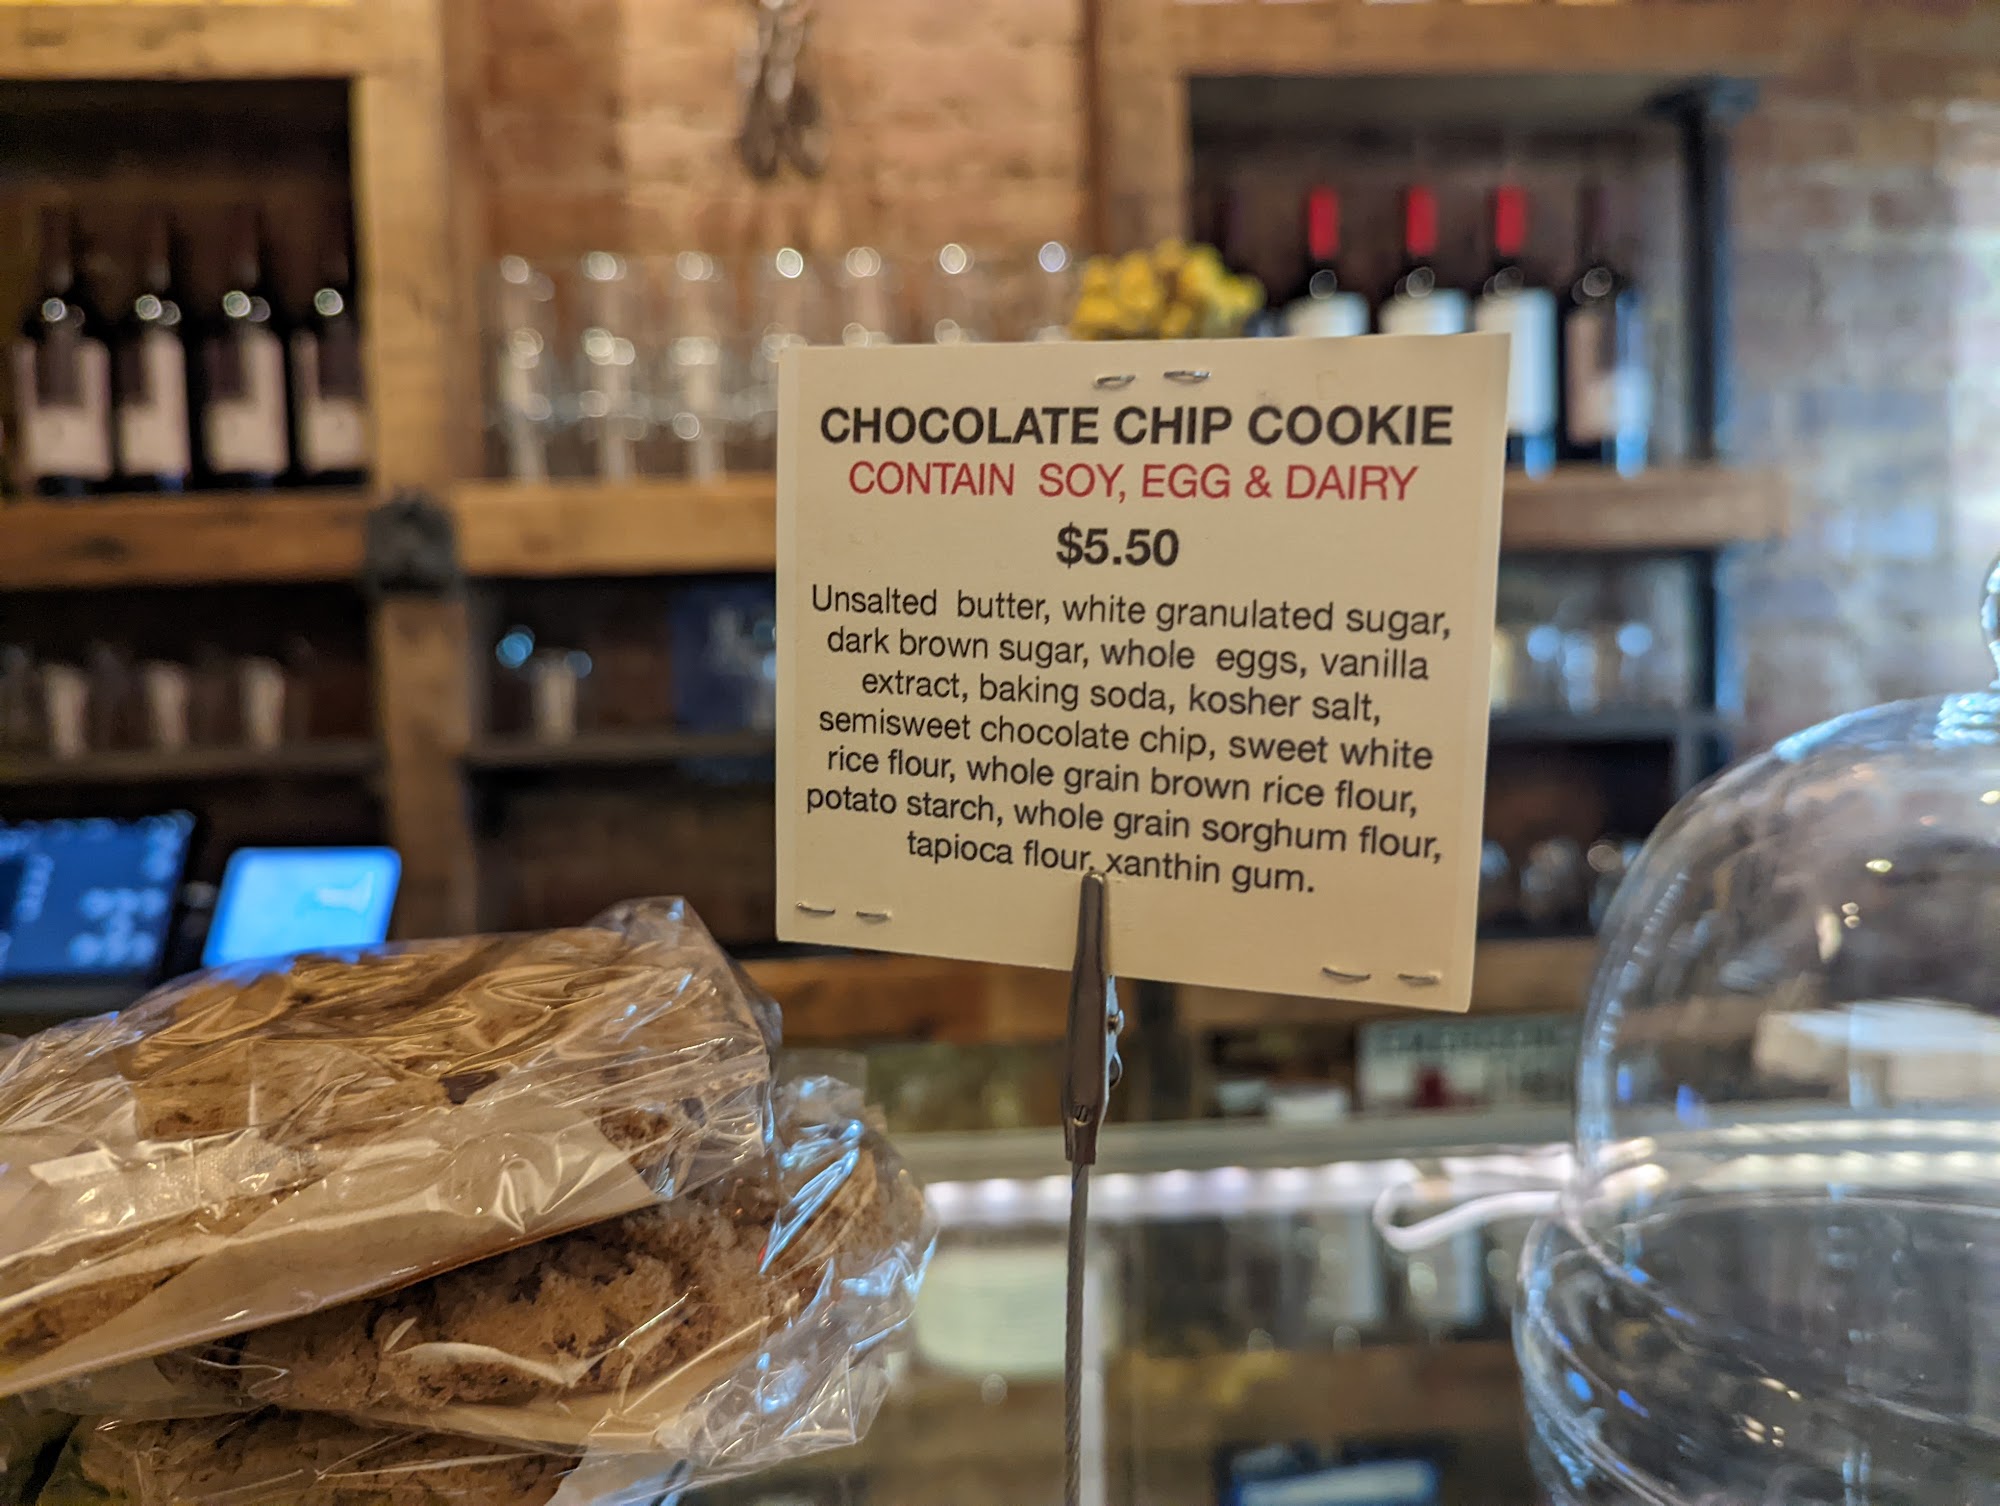 CHOCOLATE CHIP COOKIE
CONTAIN SOY, EGG & DAIRY
$5.50
Unsalted butter, white granulated sugar,
dark brown sugar, whole eggs, vanilla
extract, baking soda, kosher salt,
semisweet chocolate chip, sweet white
rice flour, whole grain brown rice flour,
potato starch, whole grain sorghum flour,
tapioca flour, xanthin gum.